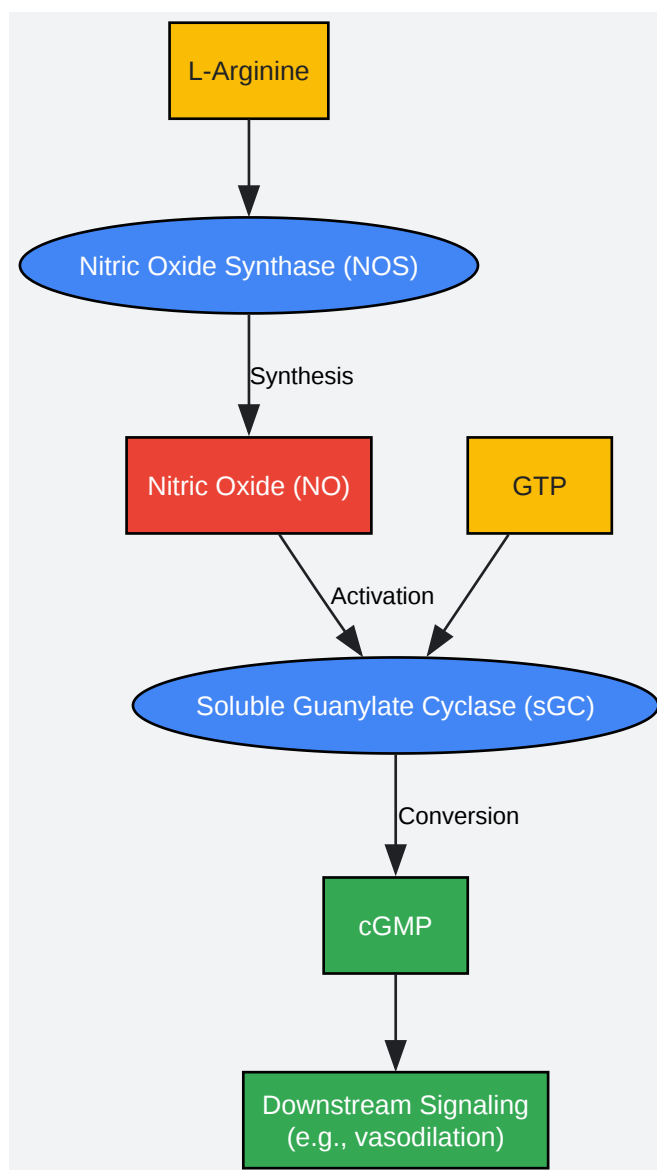 L-Arginine
Nitric Oxide Synthase (NOS)
Synthesis
Nitric Oxide (NO)
GTP
Activation
Soluble Guanylate Cyclase (sGC)
Conversion
cGMP
Downstream Signaling
(e.g., vasodilation)